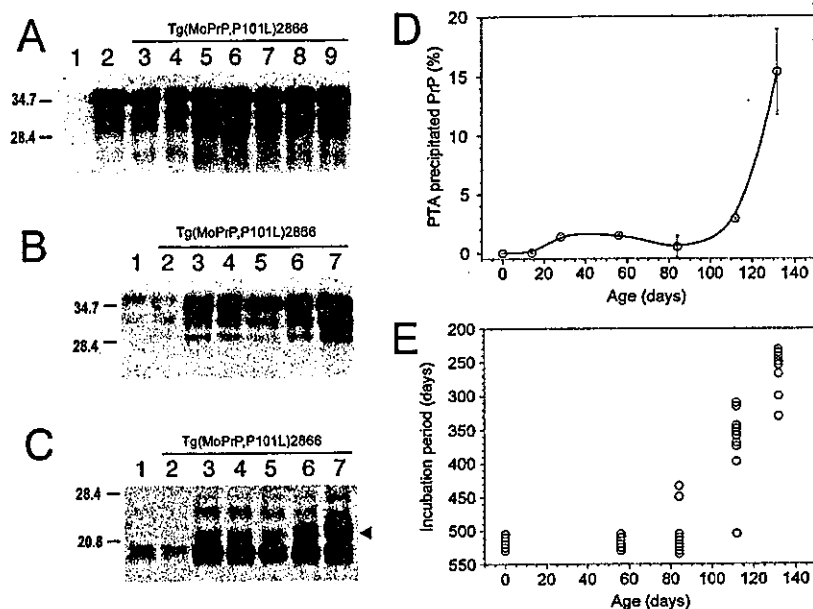 A
Tg(MoPrP,P101L)2866
1 2 3 4 5 6 7 8 9
34.7
28.4
B
Tg(MoPrP,P101L)2866
1 2 3 4 5 6 7
34.7
28.4
C
Tg(MoPrP,P101L)2866
1 2 3 4 5 6 7
28.4
20.8
D
PTA precipitated PrP (%)
20
15
10
5
0
0 20 40 60 80 100 120 140
Age (days)
E
Incubation period (days)
200
250
300
350
400
450
500
550
0 20 40 60 80 100 120 140
Age (days)